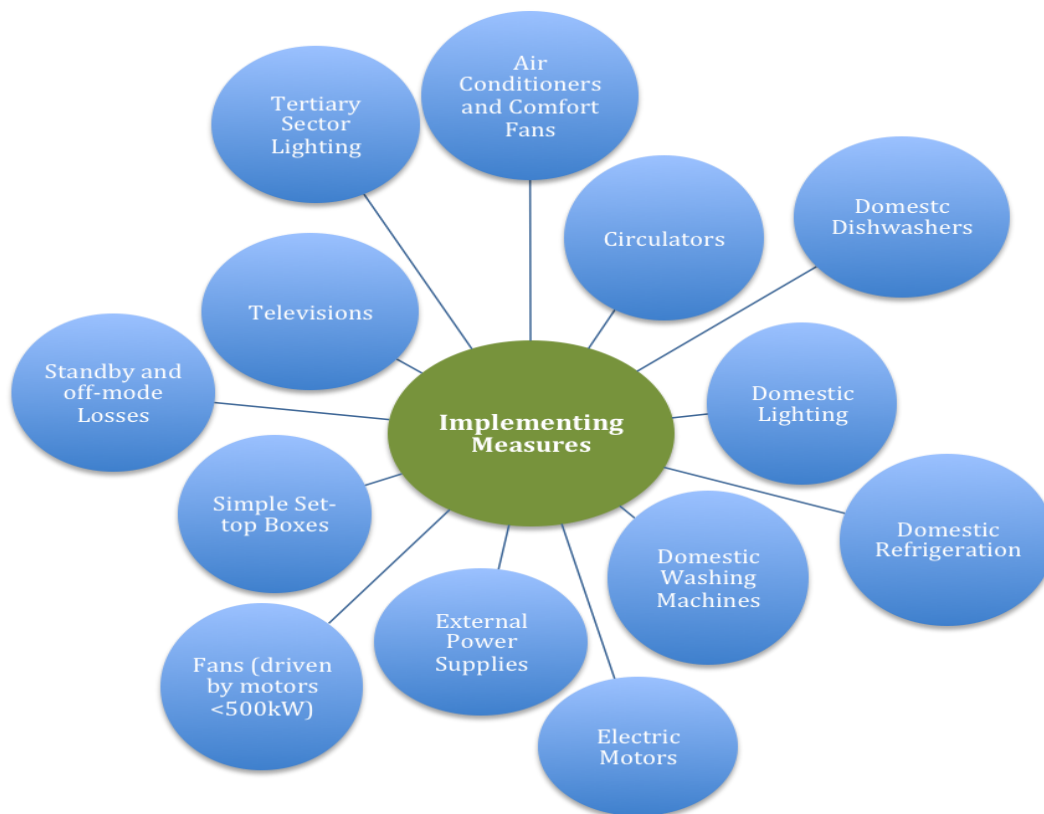 Air
Conditioners
and Comfort
Fans
Tertiary
Sector
Lighting
Circulators
Domestc
Dishwashers
Televisions
Standby and
off-mode
Losses
Implementing
Measures
Domestic
Lighting
Simple Set-
top Boxes
Domestic
Refrigeration
Domestic
Washing
Machines
External
Power
Supplies
Fans (driven
by motors
<500kW)
Electric
Motors